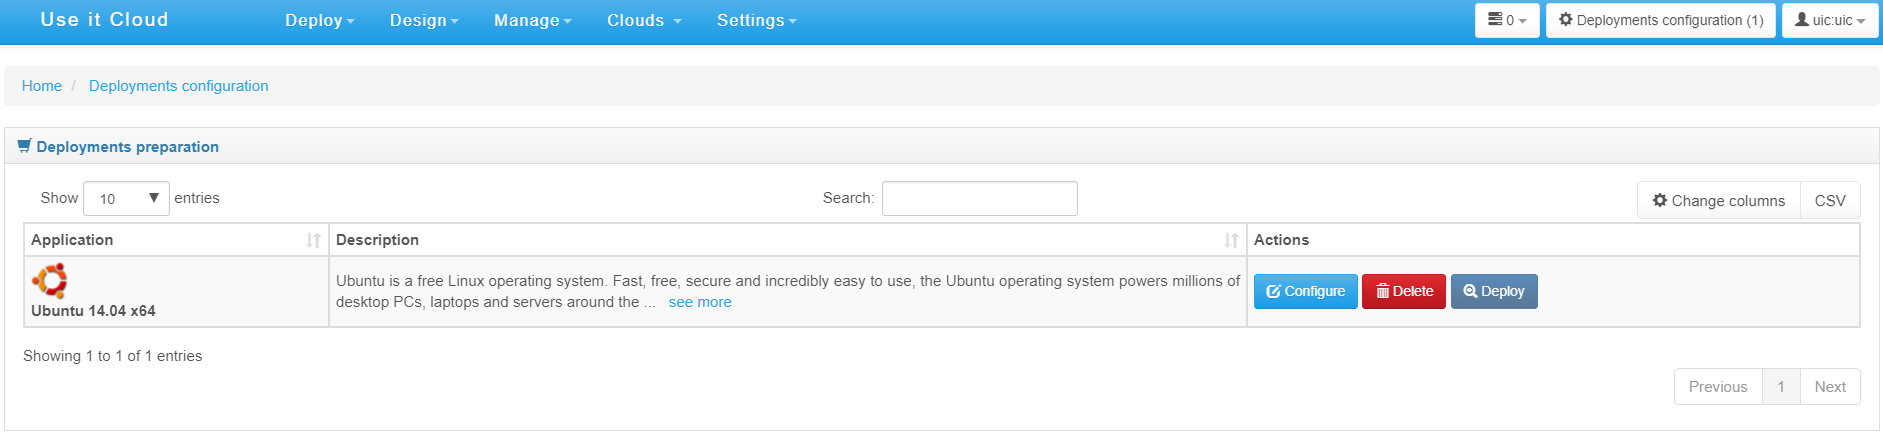 Use it Cloud Deploy Design Manage Clouds Settings 0 Deployments configuration (1) uic:uic
Home / Deployments configuration
Deployments preparation
Show 10 entries Search: Change columns CSV
Application Description Actions
Ubuntu is a free Linux operating system. Fast, free, secure and incredibly easy to use, the Ubuntu operating system powers millions of
desktop PCs, laptops and servers around the ... see more
Ubuntu 14.04 x64
Configure Delete Deploy
Showing 1 to 1 of 1 entries
Previous 1 Next